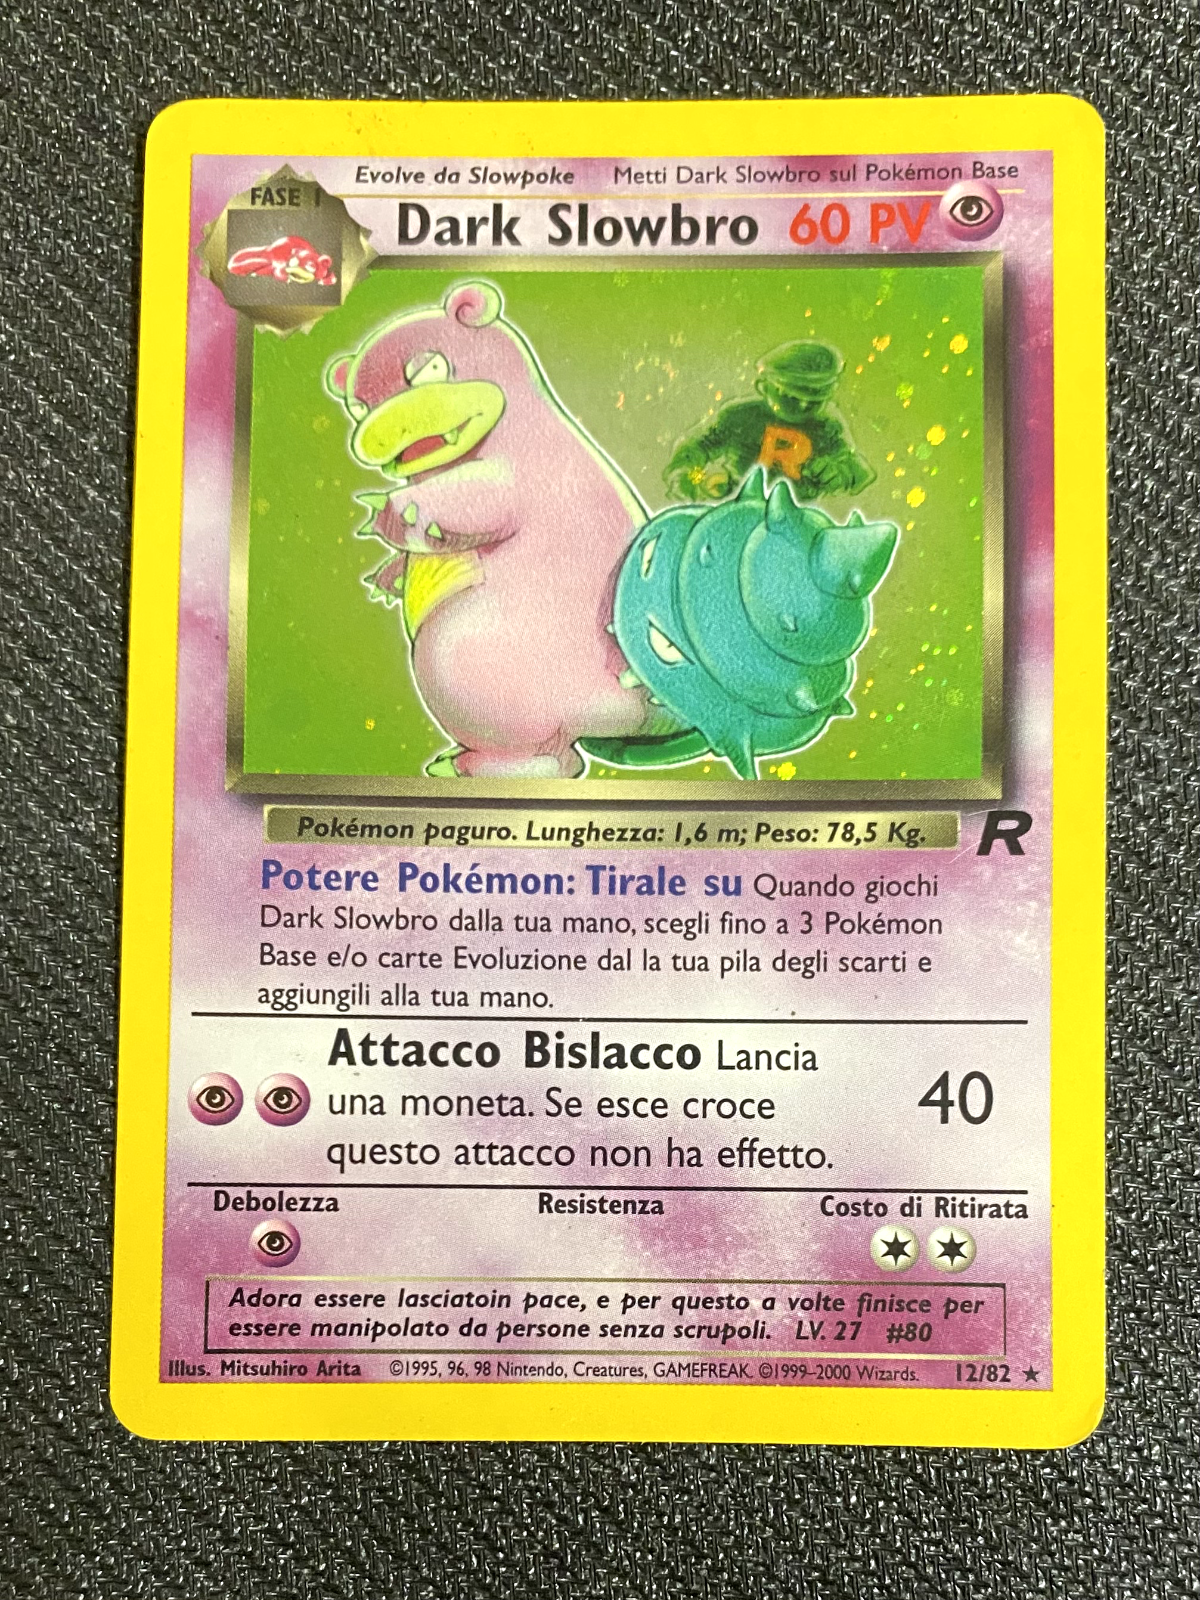 Evolve da Slowpoke Metti Dark Slowbro sul Pokémon Base
FASE 1
Dark Slowbro 60 PV
R
Pokémon paguro. Lunghezza: 1,6 m; Peso: 78,5 Kg.
R
Potere Pokémon: Tirale su Quando giochi
Dark Slowbro dalla tua mano, scegli fino a 3 Pokémon
Base e/o carte Evoluzione dal la tua pila degli scarti e
aggiungili alla tua mano.
Attacco Bislacco Lancia
una moneta. Se esce croce
questo attacco non ha effetto.
40
Debolezza Resistenza Costo di Ritirata
Adora essere lasciatoin pace, e per questo a volte finisce per
essere manipolato da persone senza scrupoli. LV. 27 #80
Illus. Mitsuhiro Arita ©1995, 96, 98 Nintendo, Creatures, GAMEFREAK. ©1999–2000 Wizards. 12/82 ★